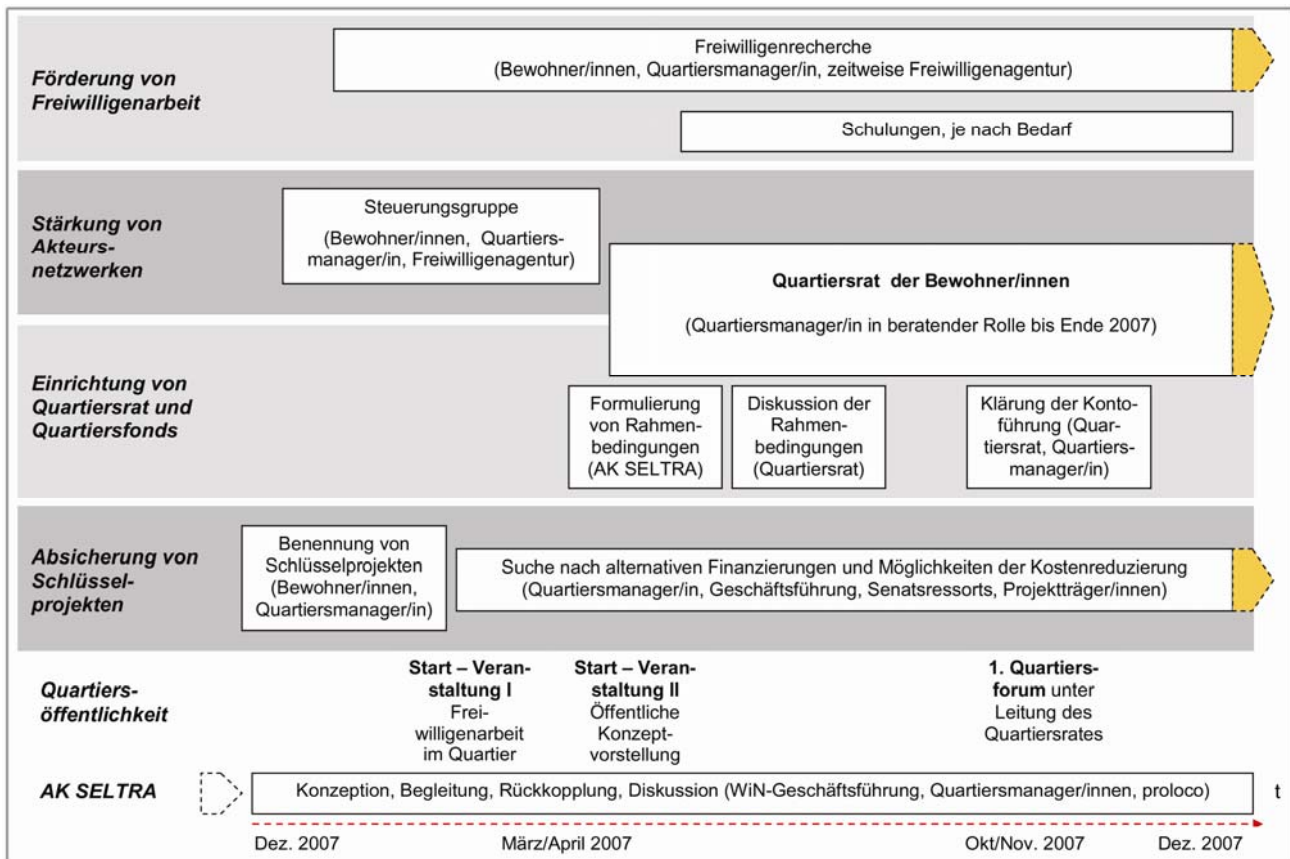 Förderung von
Freiwilligenarbeit
Freiwilligenrecherche
(Bewohner/innen, Quartiersmanager/in, zeitweise Freiwilligenagentur)
Schulungen, je nach Bedarf
Stärkung von
Akteurs-
netzwerken
Steuerungsgruppe
(Bewohner/innen, Quartiers-
manager/in, Freiwilligenagentur)
Quartiersrat der Bewohner/innen
(Quartiersmanager/in in beratender Rolle bis Ende 2007)
Einrichtung von
Quartiersrat und
Quartiersfonds
Formulierung
von Rahmen-
bedingungen
(AK SELTRA)
Diskussion der
Rahmen-
bedingungen
(Quartiersrat)
Klärung der Konto-
führung (Quar-
tiersrat, Quartiers-
manager/in)
Absicherung von
Schlüssel-
projekten
Benennung von
Schlüsselprojekten
(Bewohner/innen,
Quartiersmanager/in)
Suche nach alternativen Finanzierungen und Möglichkeiten der Kostenreduzierung
(Quartiersmanager/in, Geschäftsführung, Senatsressorts, Projektträger/innen)
Quartiers-
öffentlichkeit
Start – Veran-
staltung I
Frei-
willigenarbeit
im Quartier
Start – Veran-
staltung II
Öffentliche
Konzept-
vorstellung
1. Quartiers-
forum unter
Leitung des
Quartiersrates
AK SELTRA
Konzeption, Begleitung, Rückkopplung, Diskussion (WiN-Geschäftsführung, Quartiersmanager/innen, proloco)
t
Dez. 2007
März/April 2007
Okt/Nov. 2007
Dez. 2007